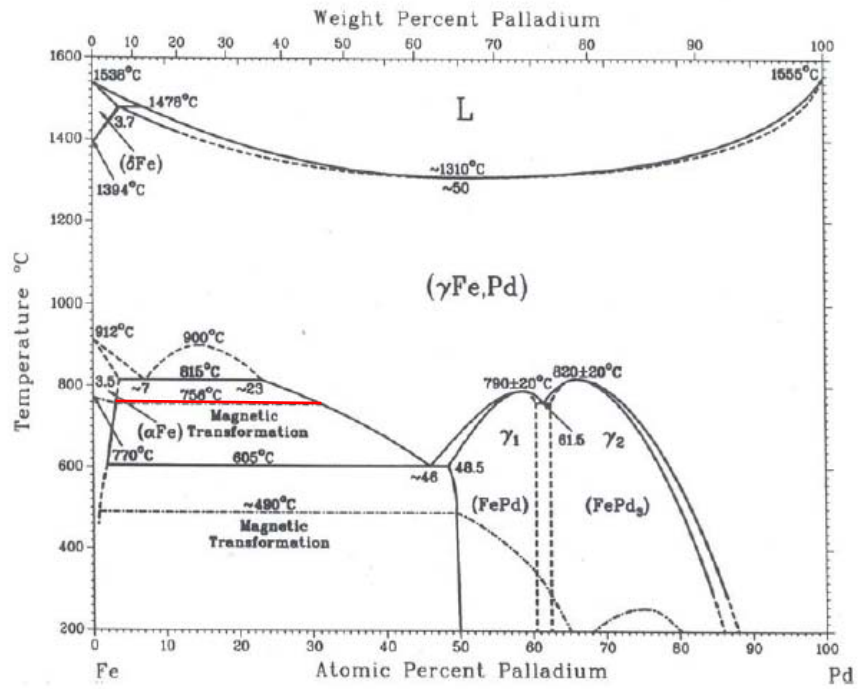 Weight Percent Palladium
0 10 20 30 40 50 60 70 80 90 100
1600
1400
1200
1000
800
600
400
200
Temperature °C
1538°C
1555°C
1478°C
3.7
L
(δFe)
1394°C
~1310°C
~50
(γFe,Pd)
912°C
900°C
815°C
3.5
~7
~23
756°C
Magnetic
Transformation
(αFe)
770°C
605°C
~46
48.5
790±20°C
820±20°C
61.5
γ₁
γ₂
(FePd)
(FePd₃)
~490°C
Magnetic
Transformation
0 10 20 30 40 50 60 70 80 90 100
Fe
Atomic Percent Palladium
Pd